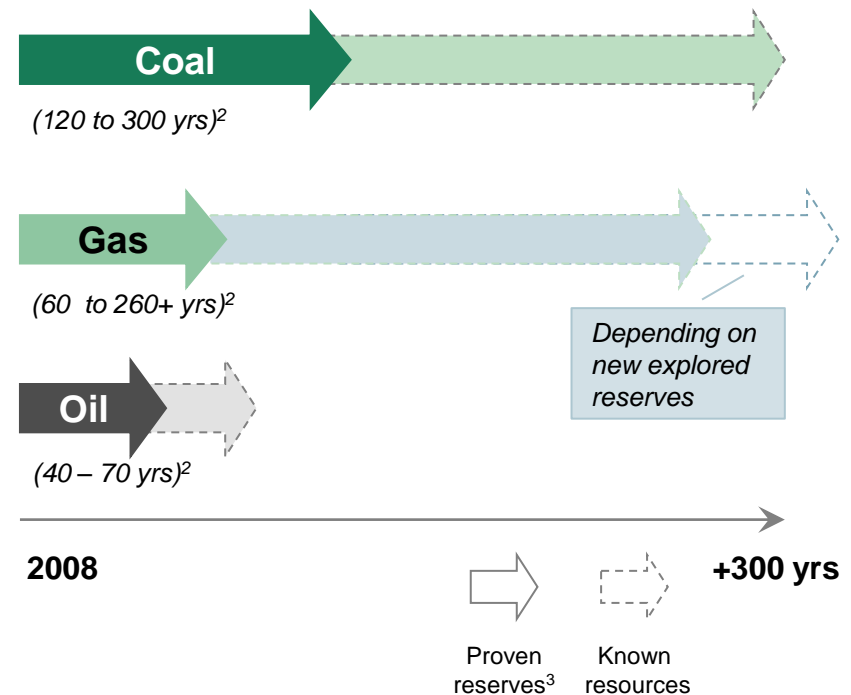 Coal
(120 to 300 yrs)²
Gas
(60  to 260+ yrs)²
Depending on
new explored
reserves
Oil
(40 – 70 yrs)²
2008
+300 yrs
Proven
reserves³
Known
resources